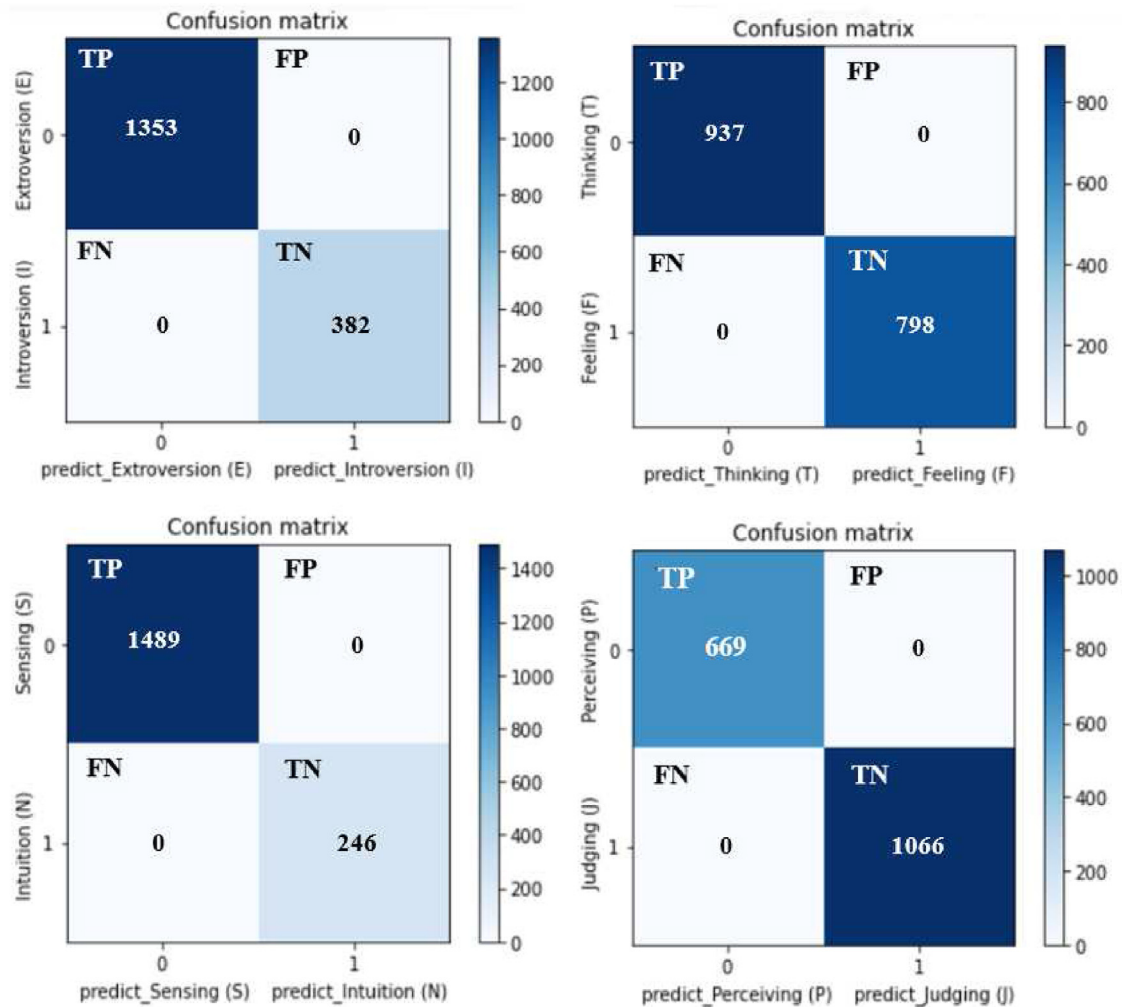 Confusion matrix
TP
FP
1353
0
FN
TN
0
382
Extroversion (E)
Introversion (I)
0
1
0
1
predict_Extroversion (E)
predict_Introversion (I)
1200
1000
800
600
400
200
0
Confusion matrix
TP
FP
937
0
FN
TN
0
798
Thinking (T)
Feeling (F)
0
1
0
1
predict_Thinking (T)
predict_Feeling (F)
800
600
400
200
0
Confusion matrix
TP
FP
1489
0
FN
TN
0
246
Sensing (S)
Intuition (N)
0
1
0
1
predict_Sensing (S)
predict_Intuition (N)
1400
1200
1000
800
600
400
200
0
Confusion matrix
TP
FP
669
0
FN
TN
0
1066
Perceiving (P)
Judging (J)
0
1
0
1
predict_Perceiving (P)
predict_Judging (J)
1000
800
600
400
200
0